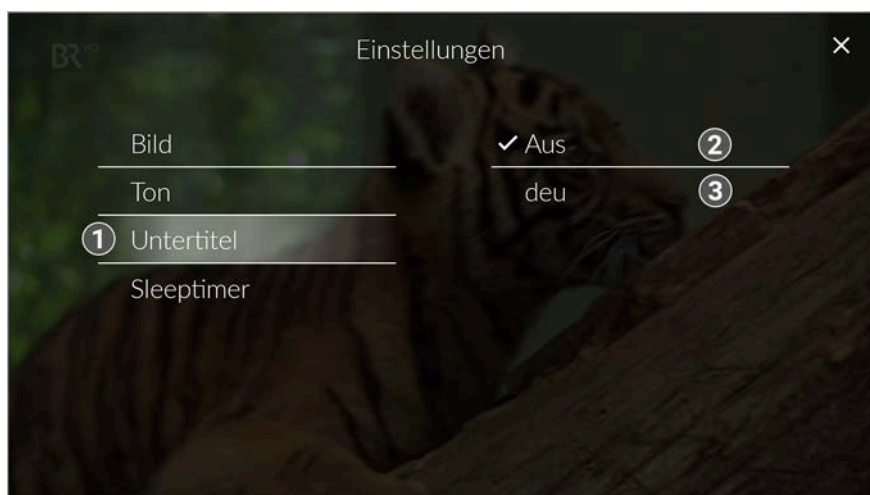 BR HD
Einstellungen
Bild
Ton
1 Untertitel
Sleeptimer
Aus 2
deu 3